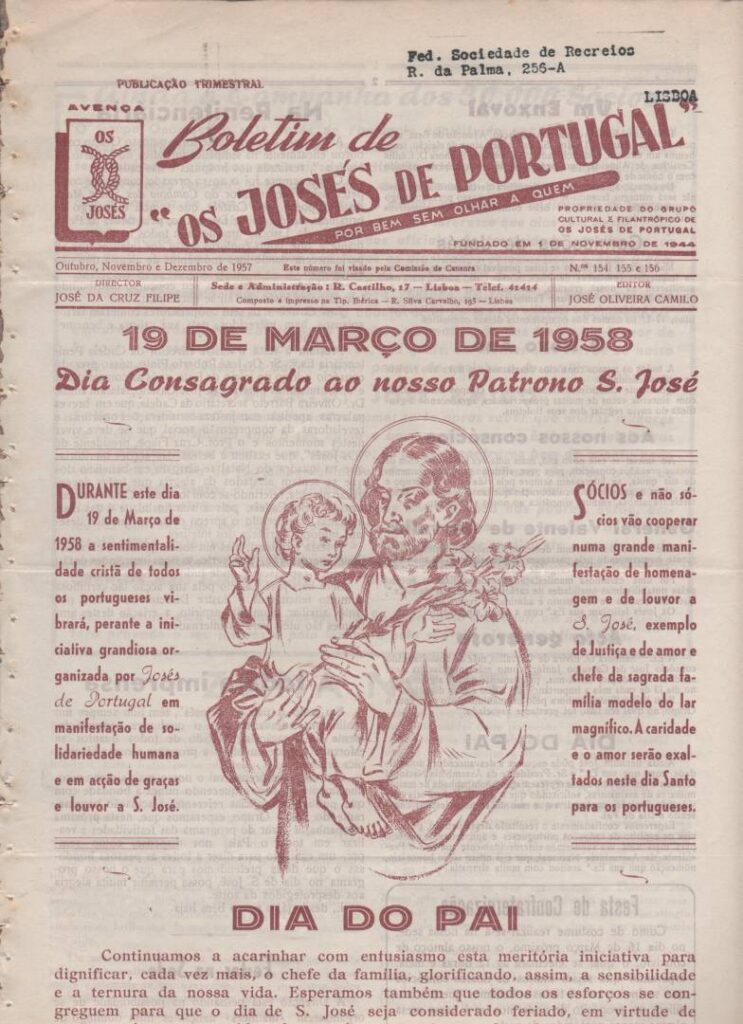 Fed. Sociedade de Recreios
R. da Palma, 256-A
LISBOA
PUBLICAÇÃO TRIMESTRAL
AVENÇA
OS
JOSÉS
Boletim de
"OS JOSÉS DE PORTUGAL"
POR BEM SEM OLHAR A QUEM
PROPRIEDADE DO GRUPO
CULTURAL E FILANTRÓPICO DE
OS JOSÉS DE PORTUGAL
FUNDADO EM 1 DE NOVEMBRO DE 1944
Outubro, Novembro e Dezembro de 1957
Este número foi visado pela Comissão de Censura
N.os 154 155 e 156
DIRECTOR
JOSÉ DA CRUZ FILIPE
Sede e Administração: R. Castilho, 17 — Lisboa — Telef. 41414
Composto e impresso na Tip. Ibérica — R. Silva Carvalho, 195 — Lisboa
EDITOR
JOSÉ OLIVEIRA CAMILO
19 DE MARÇO DE 1958
Dia Consagrado ao nosso Patrono S. José
DURANTE este dia
19 de Março de
1958 a sentimentali-
dade cristã de todos
os portugueses vi-
brará, perante a ini-
ciativa grandiosa or-
ganizada por Josés
de Portugal em
manifestação de so-
lidariedade humana
e em acção de graças
e louvor a S. José.
SÓCIOS e não só-
cios vão cooperar
numa grande mani-
festação de homena-
gem e de louvor a
S. José, exemplo
de Justiça e de amor e
chefe da sagrada fa-
mília modelo do lar
magnífico. A caridade
e o amor serão exal-
tados neste dia Santo
para os portugueses.
DIA DO PAI
Continuamos a acarinhar com entusiasmo esta meritória iniciativa para
dignificar, cada vez mais, o chefe da família, glorificando, assim, a sensibilidade
e a ternura da nossa vida. Esperamos também que todos os esforços se con-
greguem para que o dia de S. José seja considerado feriado, em virtude de